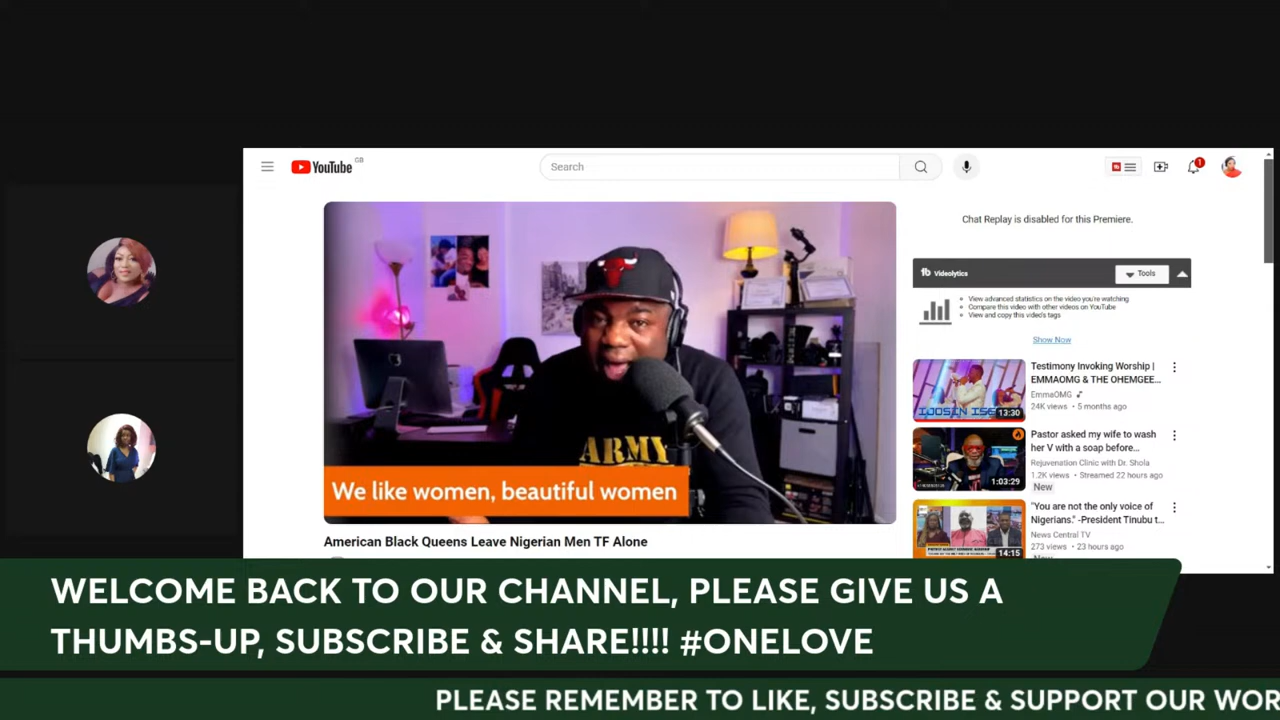 YouTube GB
Search
1
Chat Replay is disabled for this Premiere.
Videolytics
Tools
View advanced statistics on the video you're watching
Compare this video with other videos on YouTube
View and copy this video's tags
Show Now
ARMY
We like women, beautiful women
American Black Queens Leave Nigerian Men TF Alone
IJOSIN ISE
13:30
Testimony Invoking Worship |
EMMAOMG & THE OHEMGEE...
EmmaOMG
24K views • 5 months ago
1:03:29
Pastor asked my wife to wash
her V with a soap before...
Rejuvenation Clinic with Dr. Shola
1.2K views • Streamed 22 hours ago
New
14:15
"You are not the only voice of
Nigerians." -President Tinubu t...
News Central TV
273 views • 23 hours ago
WELCOME BACK TO OUR CHANNEL, PLEASE GIVE US A
THUMBS-UP, SUBSCRIBE & SHARE!!!! #ONELOVE
PLEASE REMEMBER TO LIKE, SUBSCRIBE & SUPPORT OUR WOR